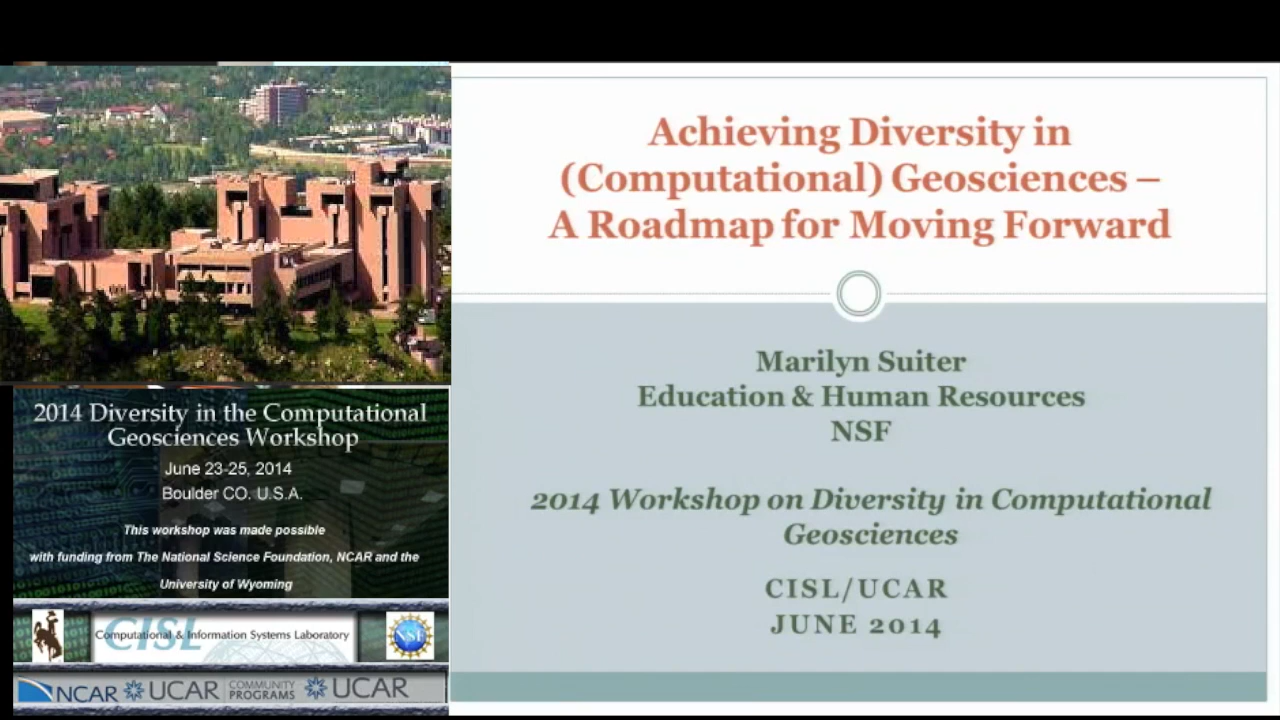 Achieving Diversity in
(Computational) Geosciences –
A Roadmap for Moving Forward
Marilyn Suiter
Education & Human Resources
NSF
2014 Workshop on Diversity in Computational
Geosciences
CISL/UCAR
JUNE 2014
2014 Diversity in the Computational
Geosciences Workshop
June 23-25, 2014
Boulder CO. U.S.A.
This workshop was made possible
with funding from The National Science Foundation, NCAR and the
University of Wyoming
CISL
Computational & Information Systems Laboratory
NSF
NCAR UCAR COMMUNITY PROGRAMS UCAR